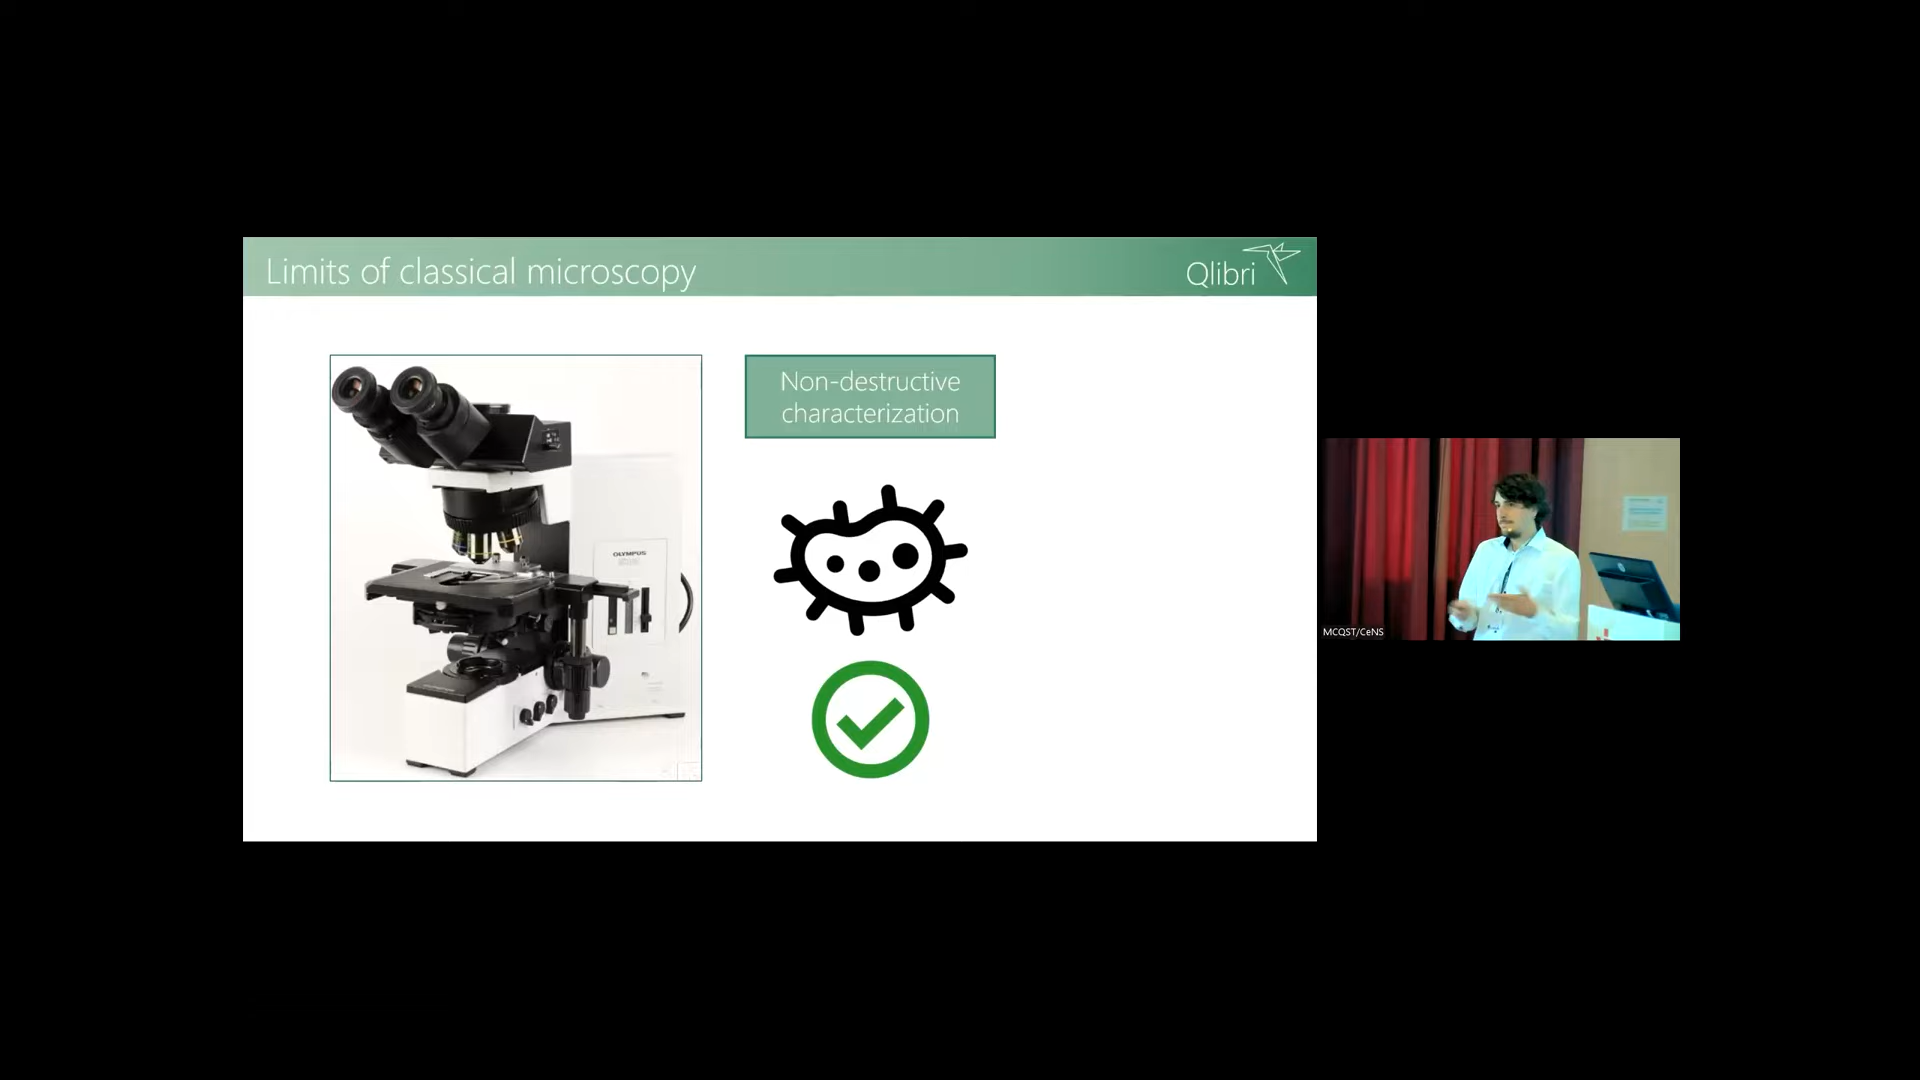 Limits of classical microscopy
Qlibri
Non-destructive
characterization
OLYMPUS
MCQST/CeNS